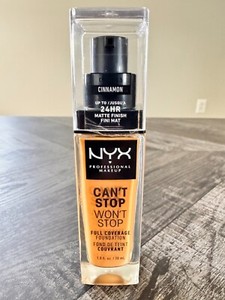 CINNAMON
UP TO / JUSQU'À
24HR
MATTE FINISH
FINI MAT
NYX
PROFESSIONAL MAKEUP
CAN'T
STOP
WON'T
STOP
FULL COVERAGE
FOUNDATION
FOND DE TEINT
COUVRANT